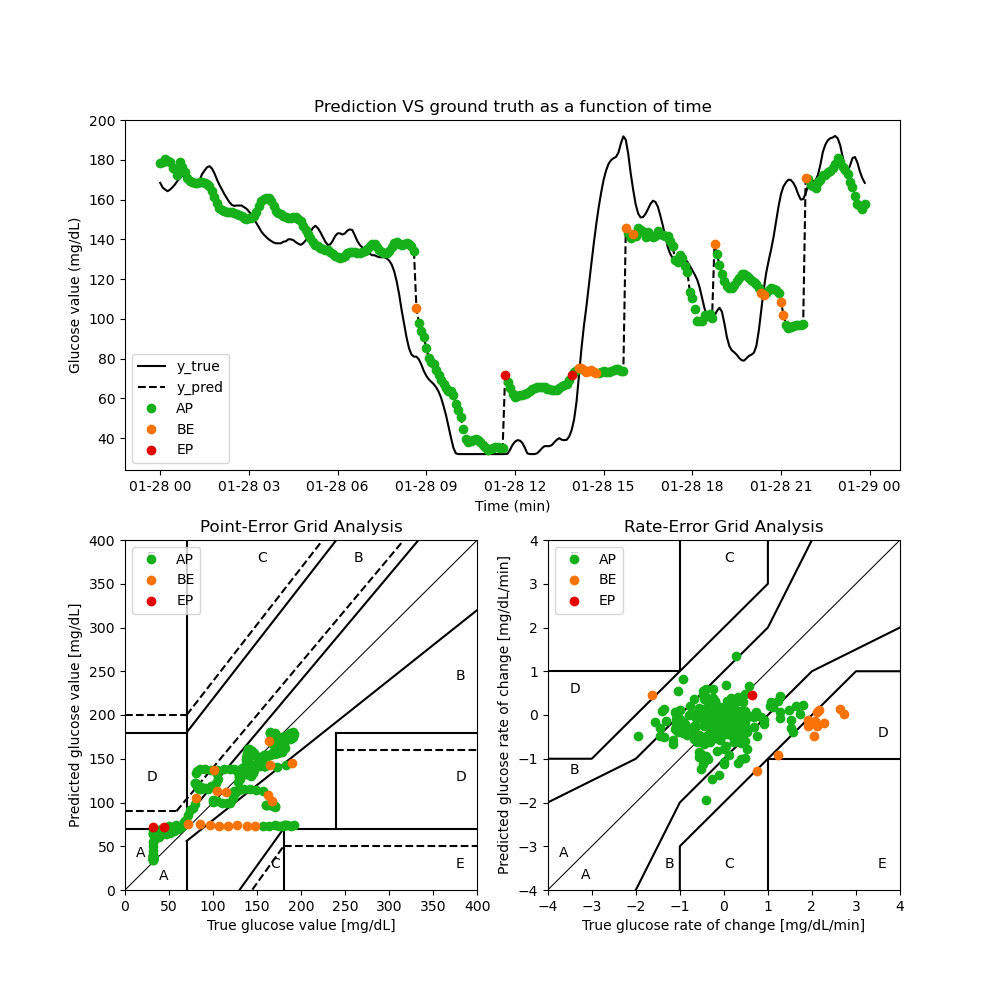 Prediction VS ground truth as a function of time
Glucose value (mg/dL)
200
180
160
140
120
100
80
60
40
y_true
y_pred
AP
BE
EP
01-28 00 01-28 03 01-28 06 01-28 09 01-28 12 01-28 15 01-28 18 01-28 21 01-29 00
Time (min)
Point-Error Grid Analysis
Predicted glucose value [mg/dL]
400
350
300
250
200
150
100
50
0
AP
BE
EP
C B
B
D D
A
A
C E
0 50 100 150 200 250 300 350 400
True glucose value [mg/dL]
Rate-Error Grid Analysis
Predicted glucose rate of change [mg/dL/min]
4
3
2
1
0
−1
−2
−3
−4
AP
BE
EP
C
D
D
B
A
A
B C E
−4 −3 −2 −1 0 1 2 3 4
True glucose rate of change [mg/dL/min]